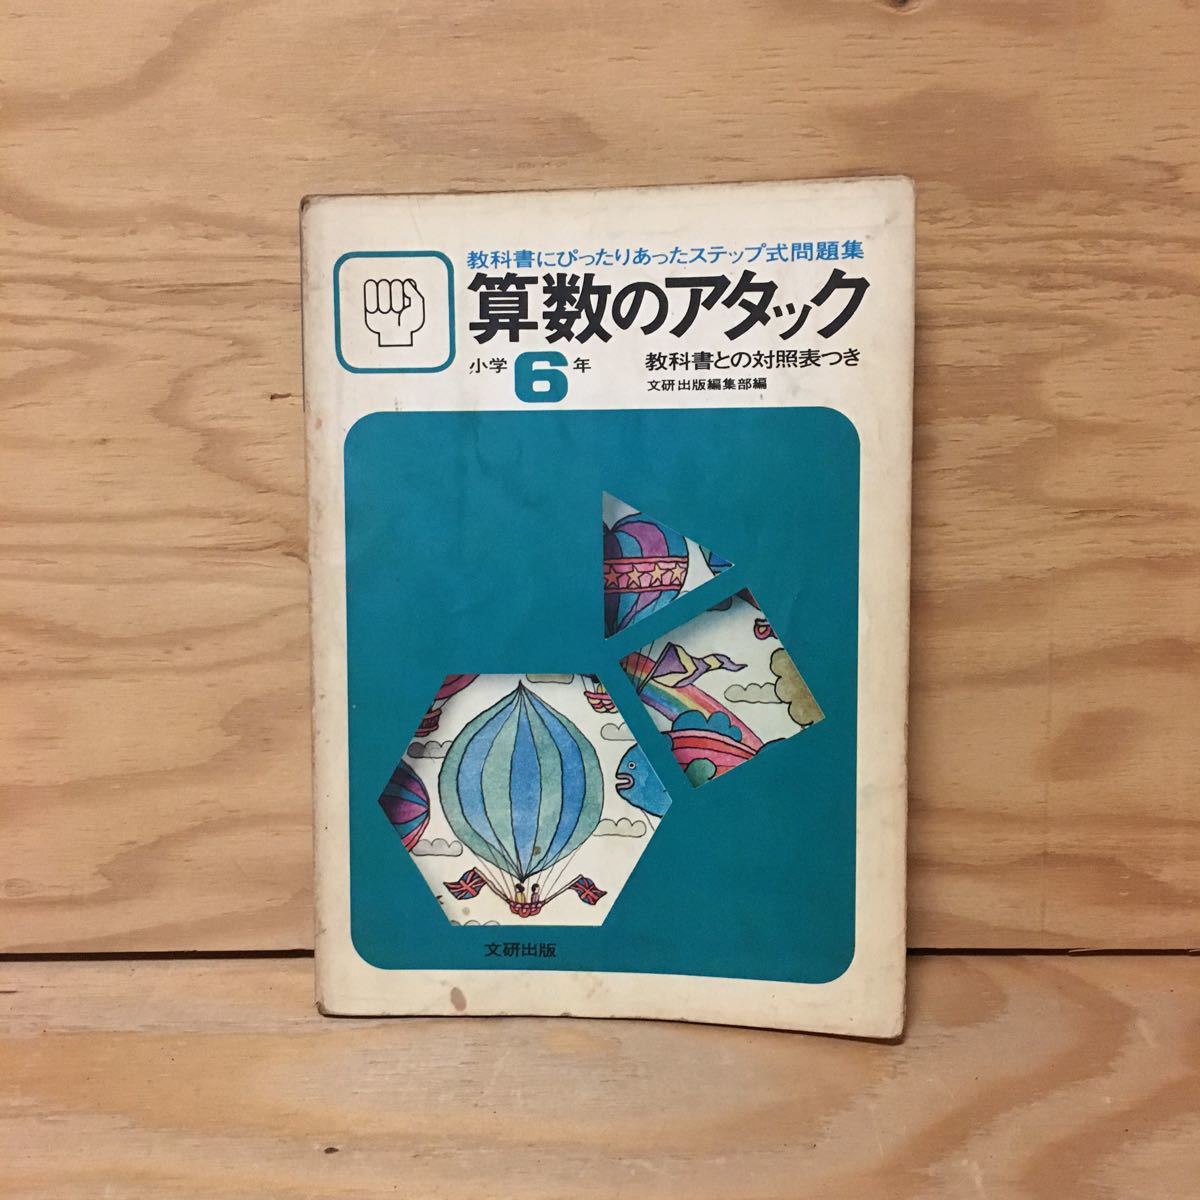 教科書にぴったりあったステップ式問題集
算数のアタック
小学6年
教科書との対照表つき
文研出版編集部編
文研出版